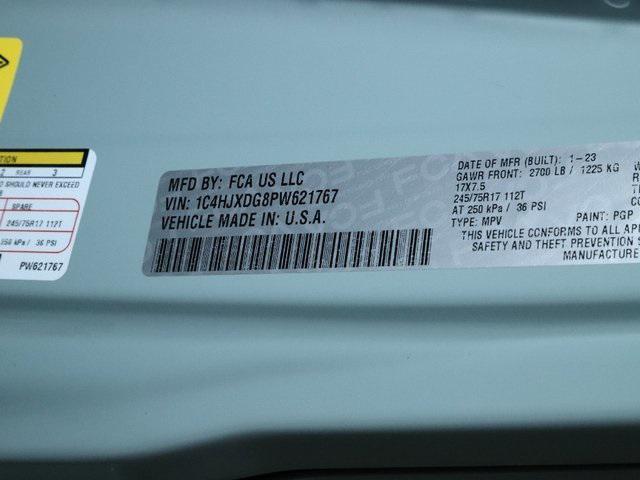 2 REAR 3
D SHOULD NEVER EXCEED
SPARE
245/75R17 112T
250 kPa / 36 PSI
PW621767
MFD BY: FCA US LLC
VIN: 1C4HJXDG8PW621767
VEHICLE MADE IN U.S.A.
DATE OF MFR (BUILT): 1-23
GAWR FRONT: 2700 LB / 1225 KG
17X7.5
245/75R17 112T
AT 250 kPa / 36 PSI
TYPE: MPV
PAINT: PGP
THIS VEHICLE CONFORMS TO ALL APL
SAFETY AND THEFT PREVENTION
MANUFACTURE